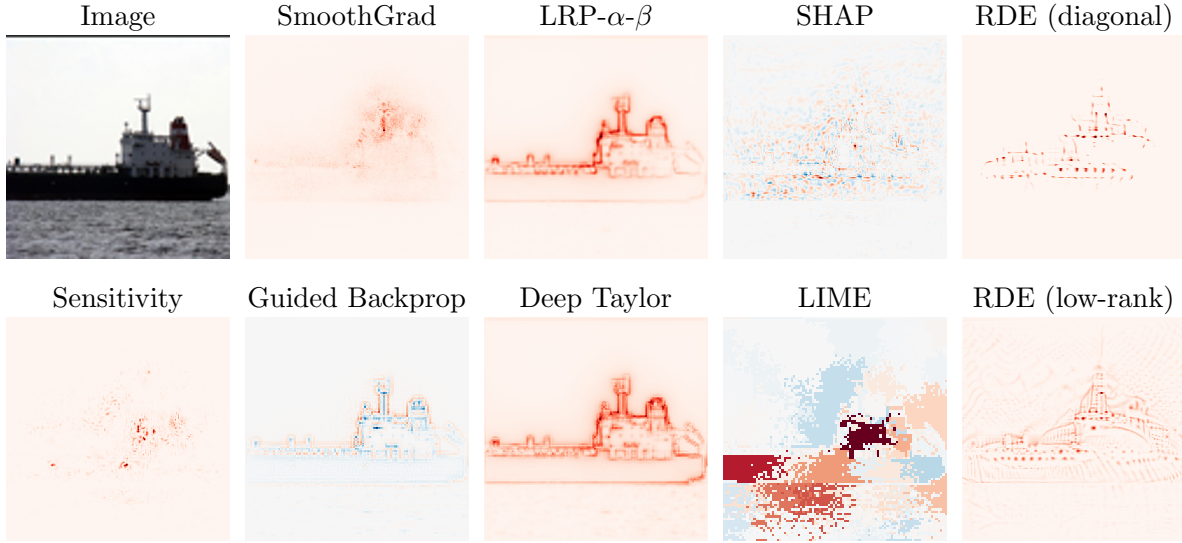 Image SmoothGrad LRP-α-β SHAP RDE (diagonal)
Sensitivity Guided Backprop Deep Taylor LIME RDE (low-rank)